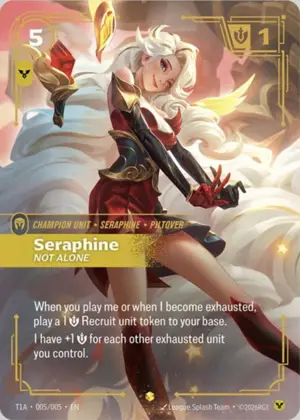 5
1
CHAMPION UNIT • SERAPHINE • PILTOVER
Seraphine
NOT ALONE
When you play me or when I become exhausted,
play a 1 Recruit unit token to your base.
I have +1 for each other exhausted unit
you control.
T1A • 005/005 • EN
League Splash Team • ©2026RGI